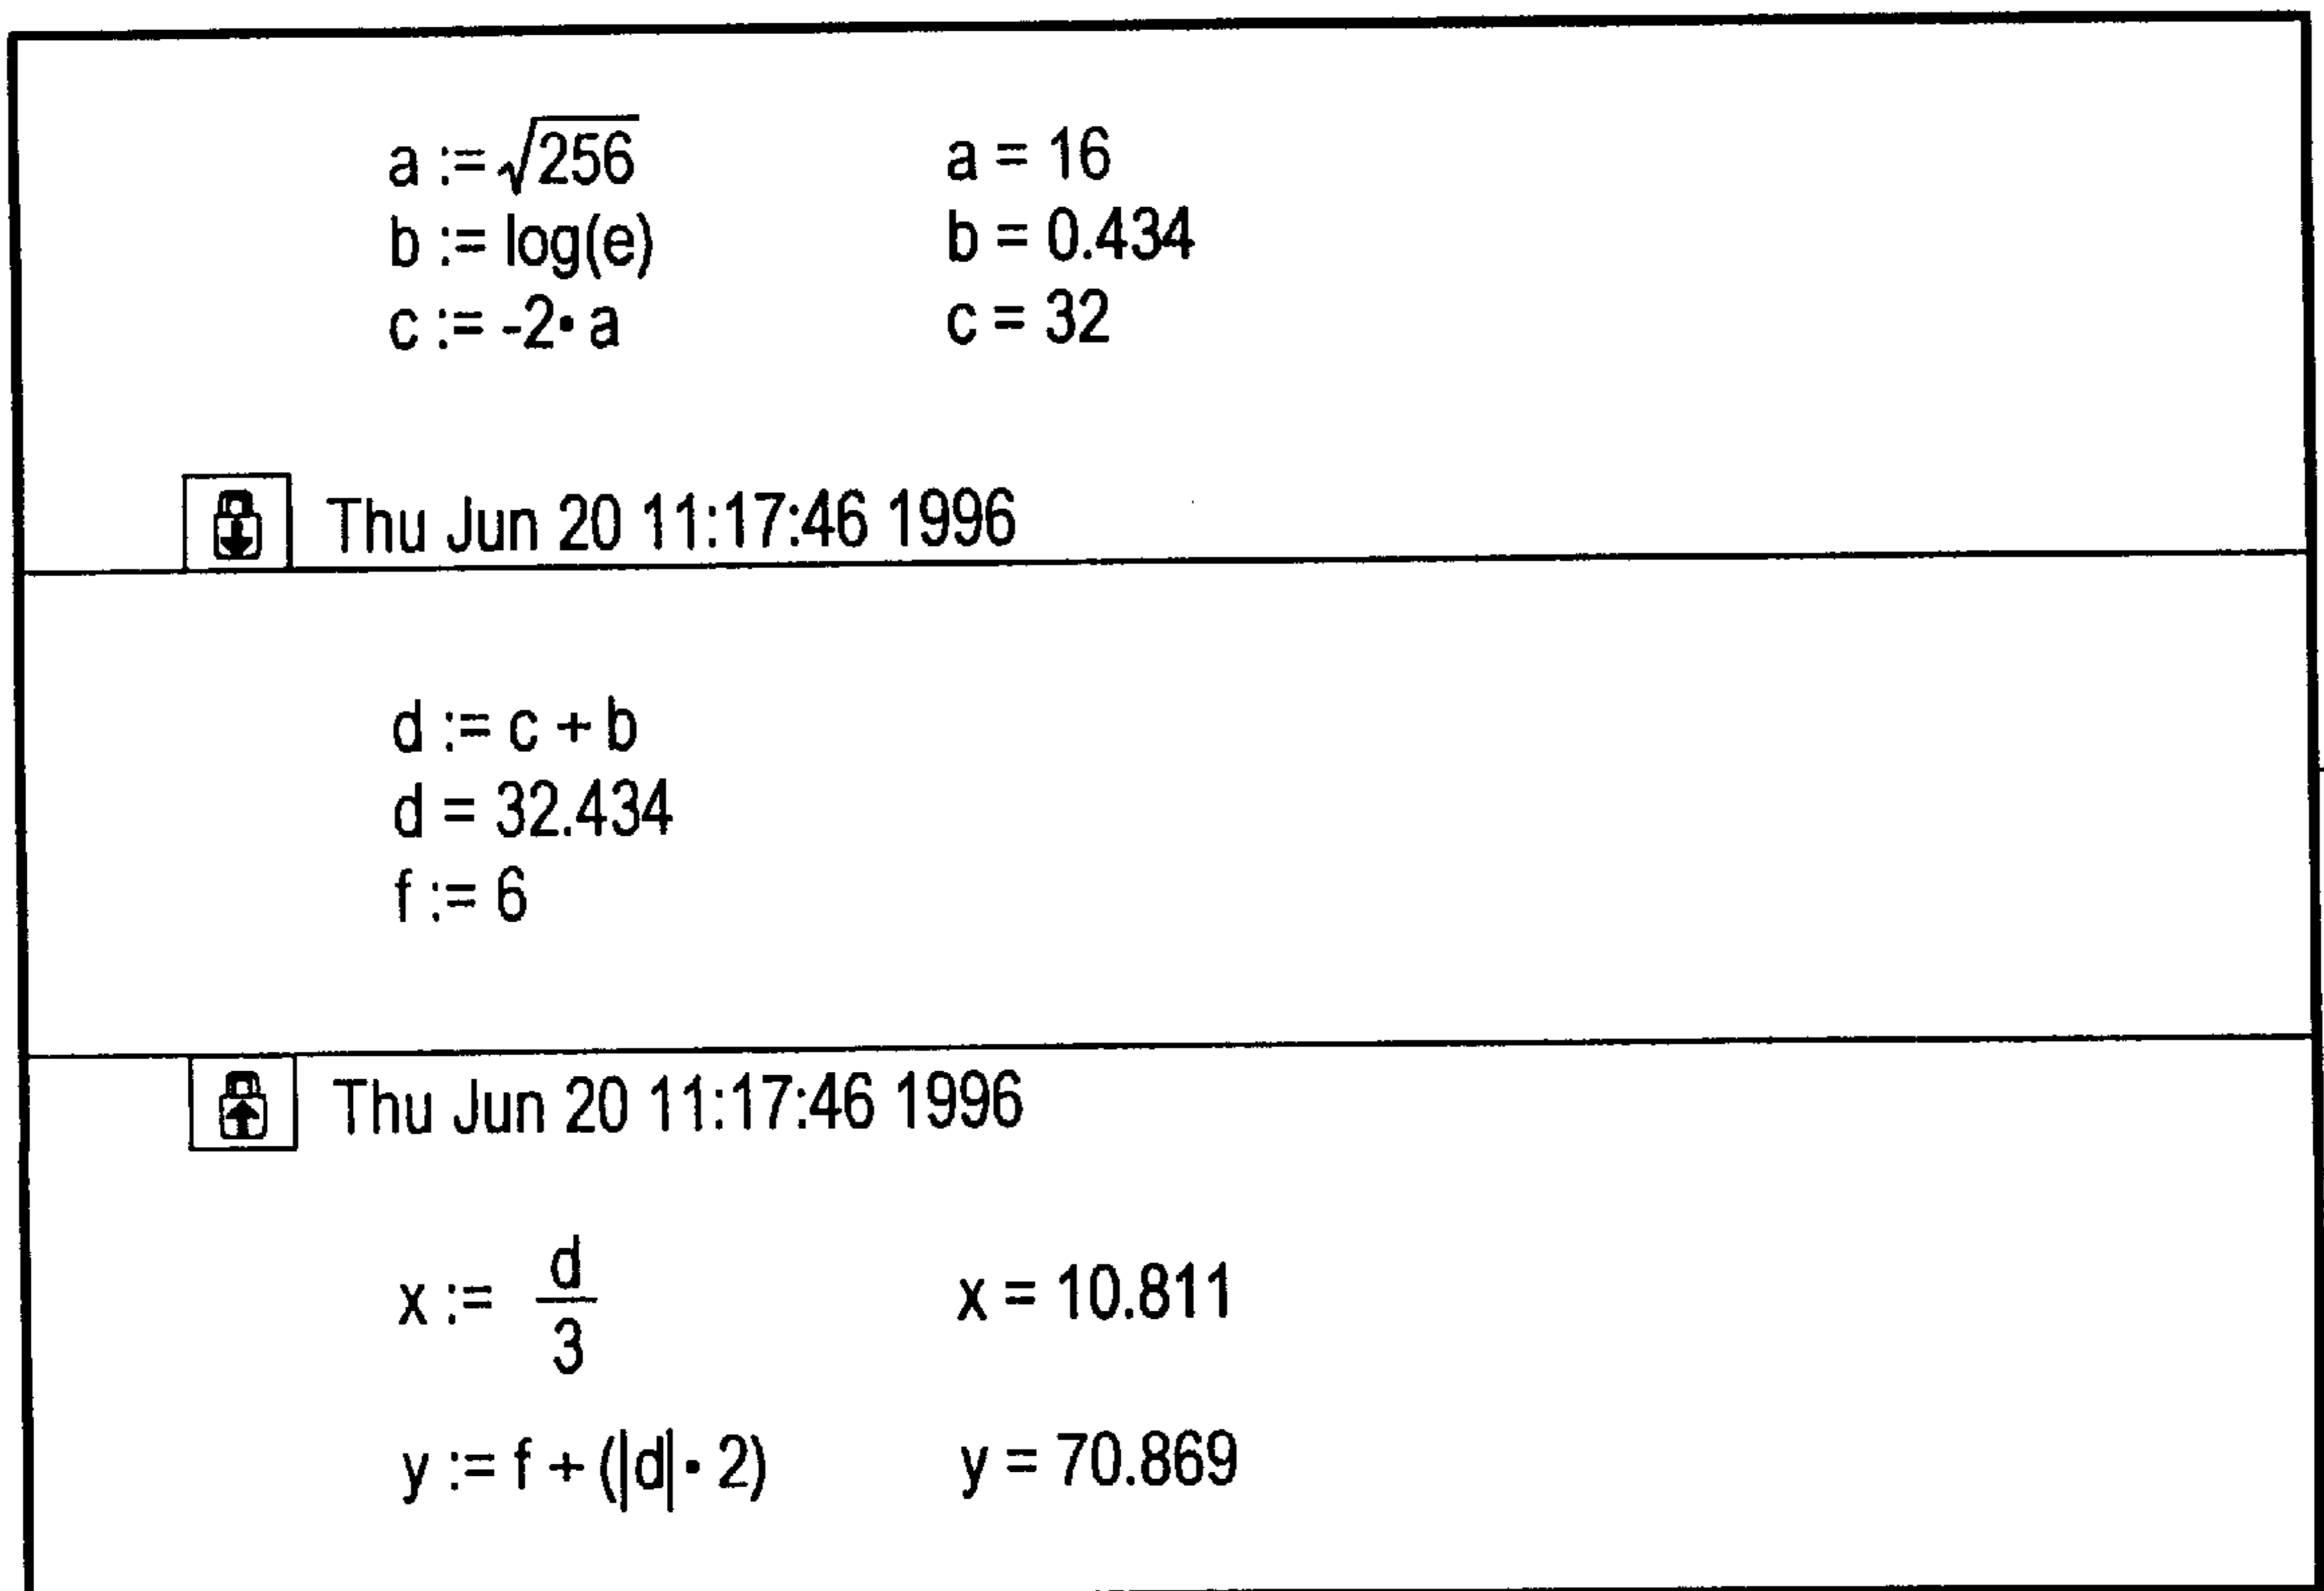 a := √256 a = 16
b := log(e) b = 0.434
c := -2• a c = 32
Thu Jun 20 11:17:46 1996
d := c + b
d = 32.434
f := 6
Thu Jun 20 11:17:46 1996
x := d/3 x = 10.811
y := f + (|d| • 2) y = 70.869